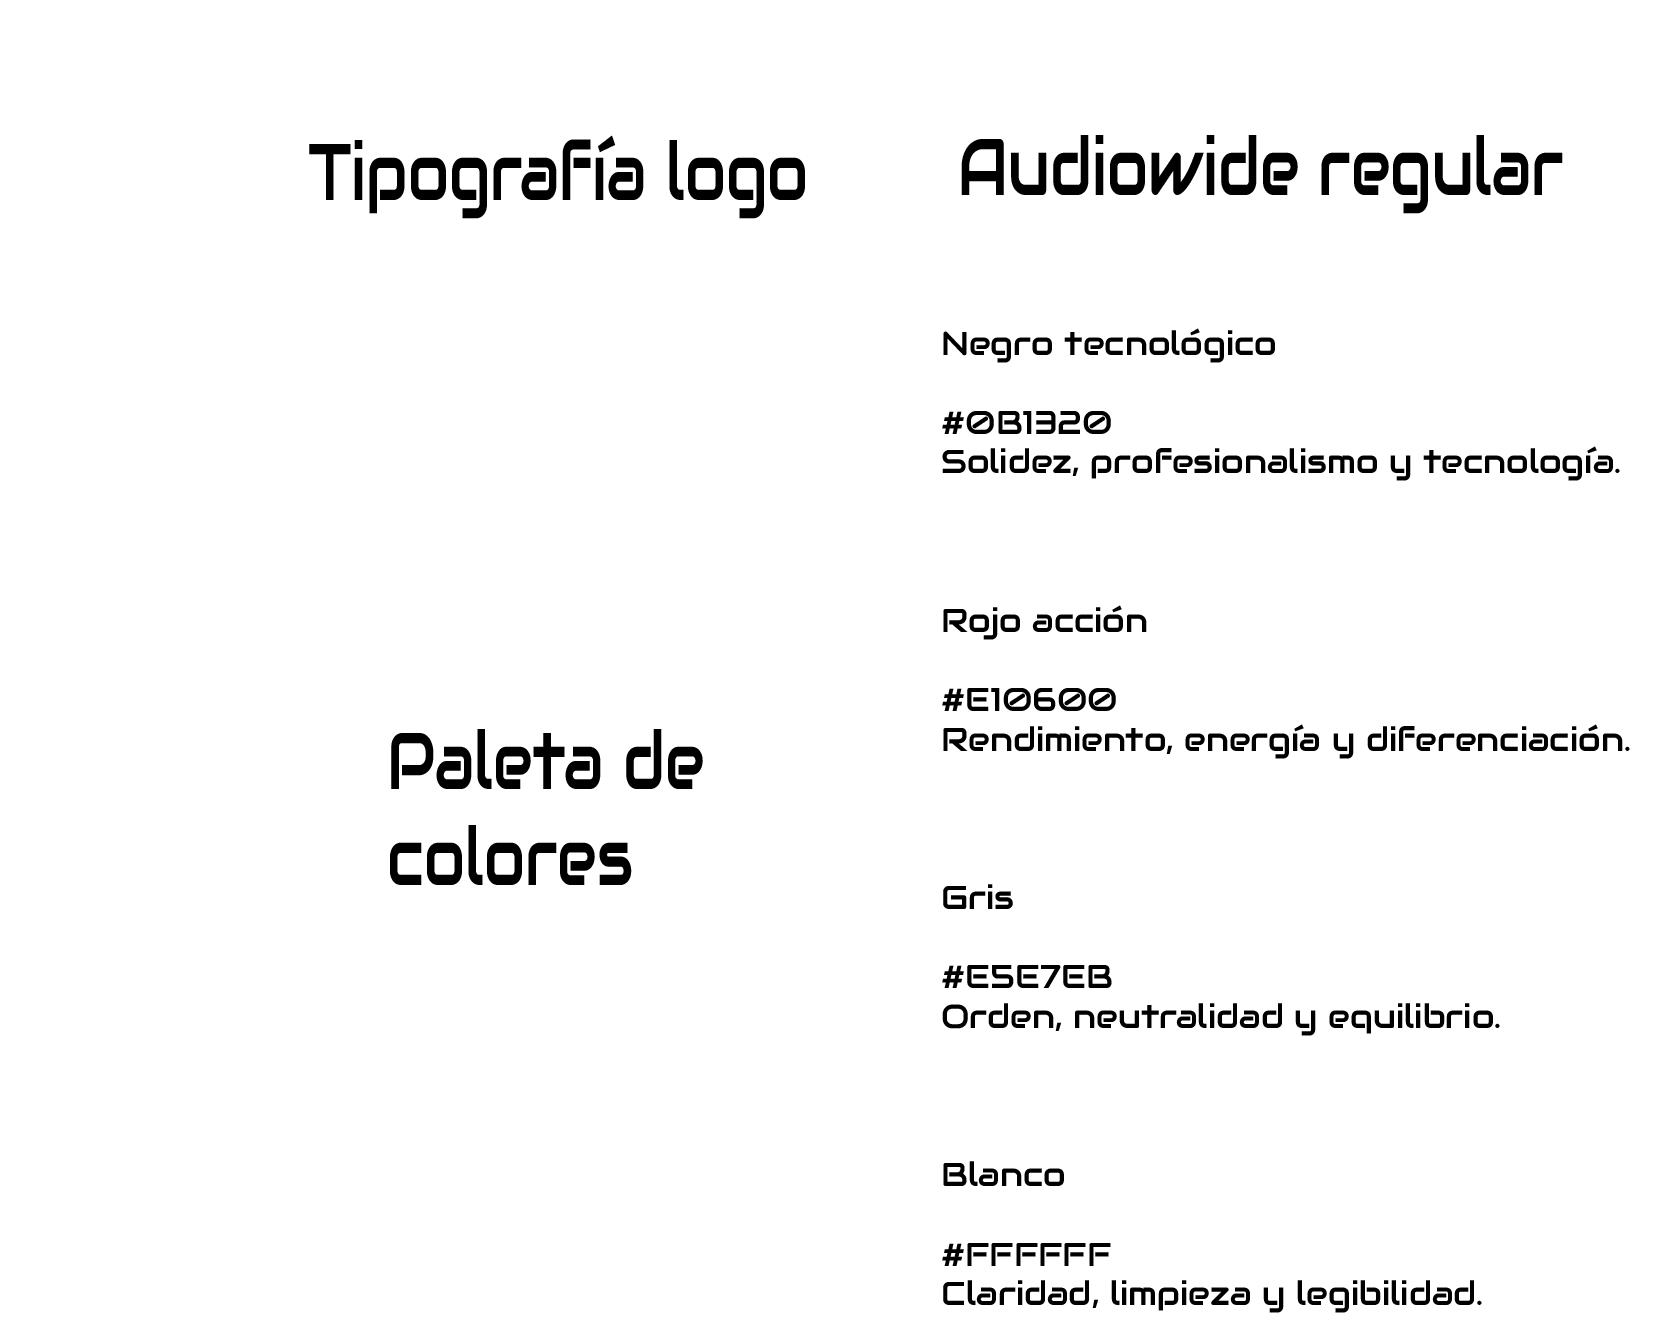 Tipografía logo
Audiowide regular
Negro tecnológico
#0B1320
Solidez, profesionalismo y tecnología.
Rojo acción
#E10600
Rendimiento, energía y diferenciación.
Paleta de
colores
Gris
#E5E7EB
Orden, neutralidad y equilibrio.
Blanco
#FFFFFF
Claridad, limpieza y legibilidad.